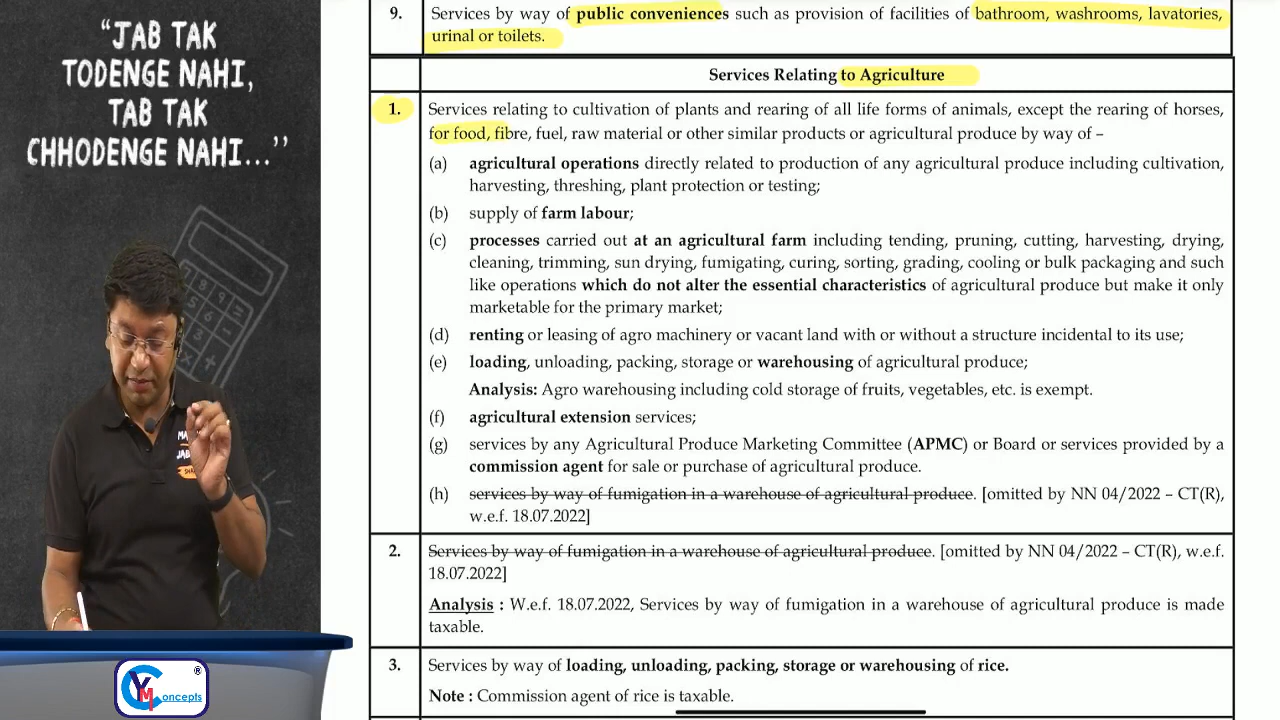 “JAB TAK
TODENGE NAHI,
TAB TAK
CHHODENGE NAHI...’’
9. Services by way of public conveniences such as provision of facilities of bathroom, washrooms, lavatories,
urinal or toilets.
Services Relating to Agriculture
1. Services relating to cultivation of plants and rearing of all life forms of animals, except the rearing of horses,
for food, fibre, fuel, raw material or other similar products or agricultural produce by way of –
(a) agricultural operations directly related to production of any agricultural produce including cultivation,
harvesting, threshing, plant protection or testing;
(b) supply of farm labour;
(c) processes carried out at an agricultural farm including tending, pruning, cutting, harvesting, drying,
cleaning, trimming, sun drying, fumigating, curing, sorting, grading, cooling or bulk packaging and such
like operations which do not alter the essential characteristics of agricultural produce but make it only
marketable for the primary market;
(d) renting or leasing of agro machinery or vacant land with or without a structure incidental to its use;
(e) loading, unloading, packing, storage or warehousing of agricultural produce;
Analysis: Agro warehousing including cold storage of fruits, vegetables, etc. is exempt.
(f) agricultural extension services;
(g) services by any Agricultural Produce Marketing Committee (APMC) or Board or services provided by a
commission agent for sale or purchase of agricultural produce.
(h) services by way of fumigation in a warehouse of agricultural produce. [omitted by NN 04/2022 – CT(R),
w.e.f. 18.07.2022]
2. Services by way of fumigation in a warehouse of agricultural produce. [omitted by NN 04/2022 – CT(R), w.e.f.
18.07.2022]
Analysis : W.e.f. 18.07.2022, Services by way of fumigation in a warehouse of agricultural produce is made
taxable.
3. Services by way of loading, unloading, packing, storage or warehousing of rice.
Note : Commission agent of rice is taxable.
YM Concepts ®